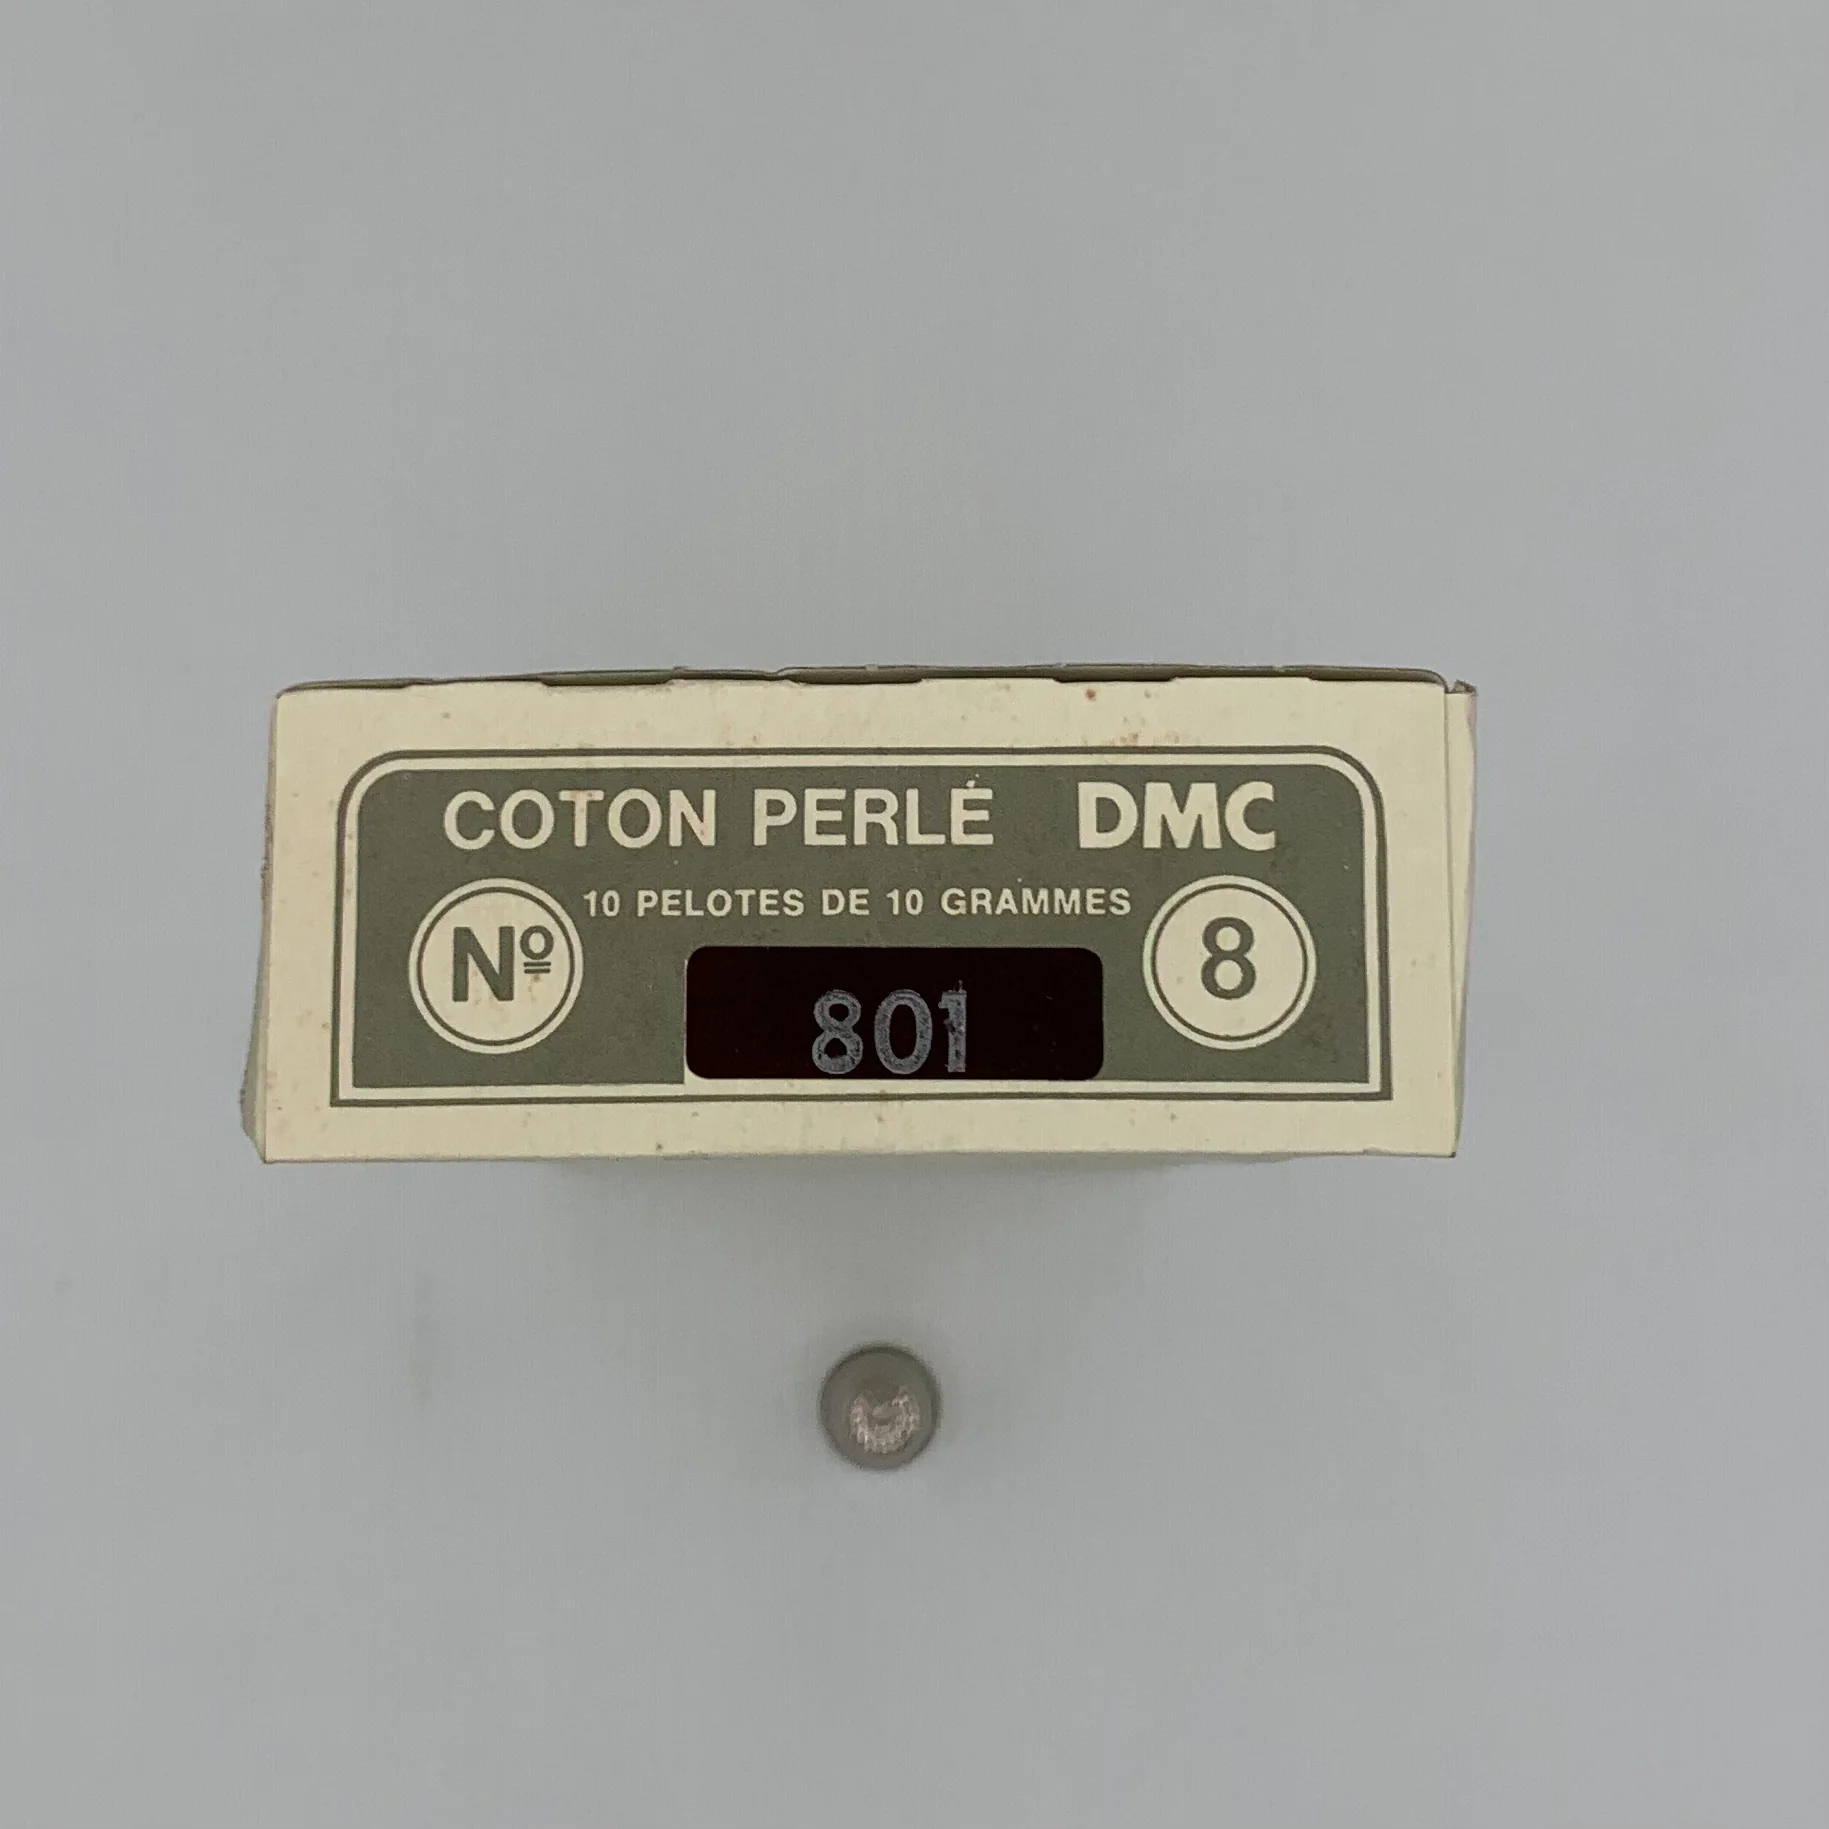 COTON PERLÉ DMC
10 PELOTES DE 10 GRAMMES
Nº 8
801